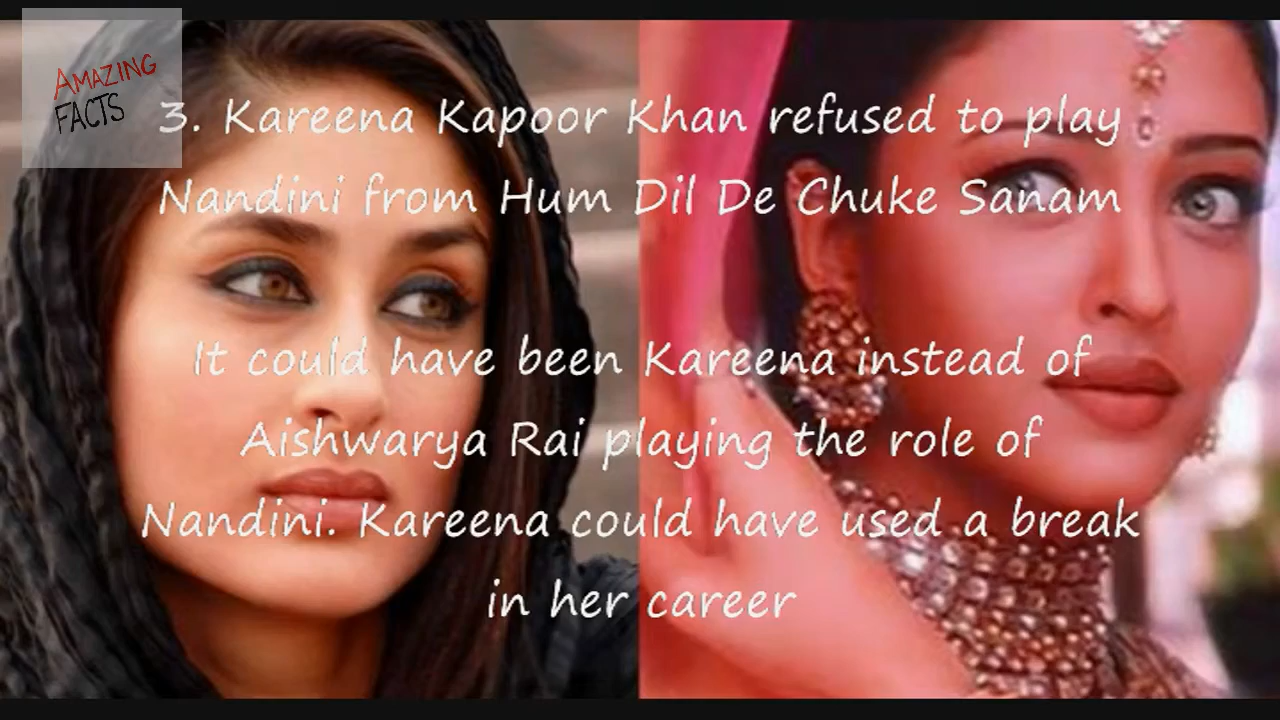 AMAZING
FACTS
3. Kareena Kapoor Khan refused to play
Nandini from Hum Dil De Chuke Sanam
It could have been Kareena instead of
Aishwarya Rai playing the role of
Nandini. Kareena could have used a break
in her career